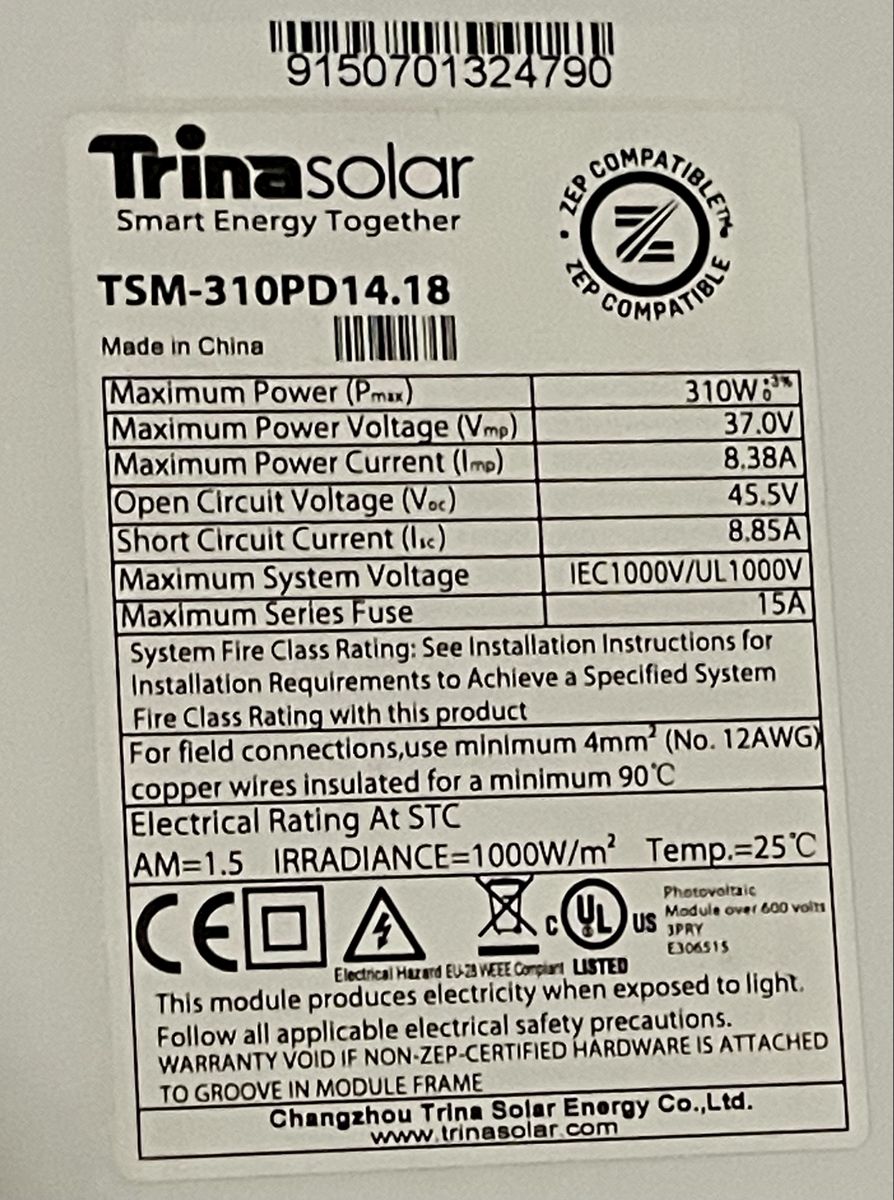 9150701324790
Trinasolar
Smart Energy Together
ZEP COMPATIBLE™
ZEP COMPATIBLE
TSM-310PD14.18
Made in China
Maximum Power (Pmax) 310W +3% 0
Maximum Power Voltage (Vmp) 37.0V
Maximum Power Current (Imp) 8.38A
Open Circuit Voltage (Voc) 45.5V
Short Circuit Current (Isc) 8.85A
Maximum System Voltage IEC1000V/UL1000V
Maximum Series Fuse 15A
System Fire Class Rating: See Installation Instructions for
Installation Requirements to Achieve a Specified System
Fire Class Rating with this product
For field connections,use minimum 4mm² (No. 12AWG)
copper wires insulated for a minimum 90℃
Electrical Rating At STC
AM=1.5 IRRADIANCE=1000W/m² Temp.=25℃
CE
C UL US
Photovoltaic
Module over 600 volts
3PRY
E306515
Electrical Hazard EU-28 WEEE Compliant LISTED
This module produces electricity when exposed to light.
Follow all applicable electrical safety precautions.
WARRANTY VOID IF NON-ZEP-CERTIFIED HARDWARE IS ATTACHED
TO GROOVE IN MODULE FRAME
Changzhou Trina Solar Energy Co.,Ltd.
www.trinasolar.com